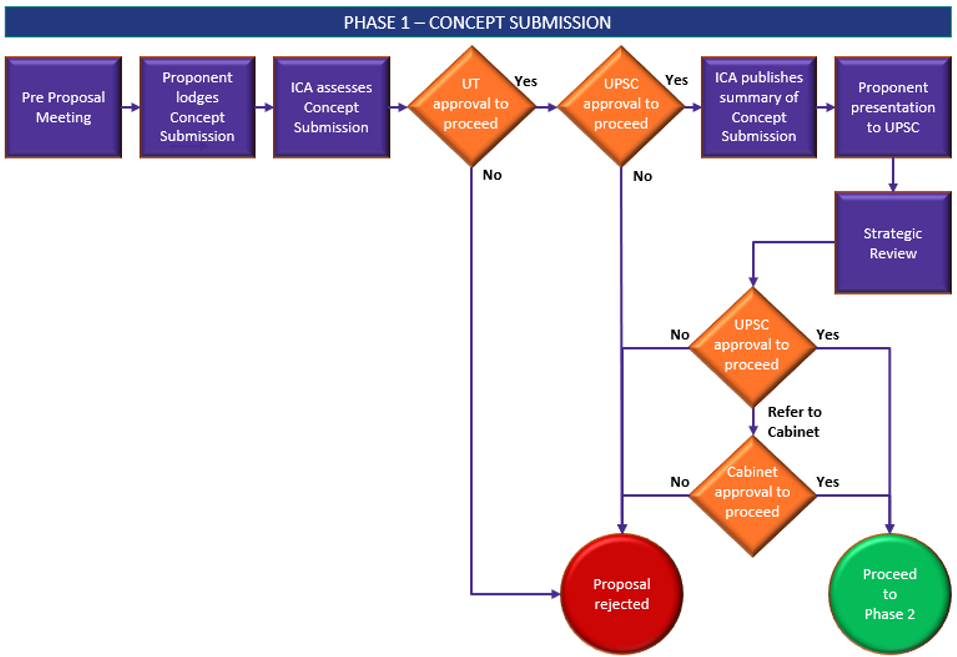 PHASE 1 – CONCEPT SUBMISSION
Pre Proposal
Meeting
Proponent
lodges
Concept
Submission
ICA assesses
Concept
Submission
UT
approval to
proceed
Yes
No
UPSC
approval to
proceed
Yes
No
ICA publishes
summary of
Concept
Submission
Proponent
presentation
to UPSC
Strategic
Review
UPSC
approval to
proceed
No
Yes
Refer to
Cabinet
Cabinet
approval to
proceed
No
Yes
Proposal
rejected
Proceed
to
Phase 2